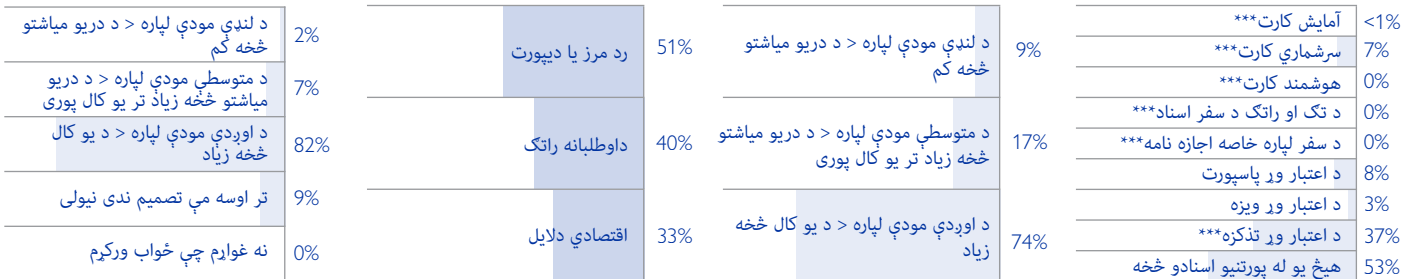 آمایش کارت*** <1%
سرشماري کارت*** 7%
هوشمند کارت*** 0%
د تګ او راتګ د سفر اسناد*** 0%
د سفر لپاره خاصه اجازه نامه*** 0%
د اعتبار وړ پاسپورت 8%
د اعتبار وړ ویزه 3%
د اعتبار وړ تذکزه*** 37%
هیڅ یو له پورتنیو اسنادو څخه 53%
د لنډې مودې لپاره < د دریو میاشتو
څخه کم 9%
د متوسطې مودې لپاره < د دریو میاشتو
څخه زیاد تر یو کال پوری 17%
د اوږدې مودې لپاره < د یو کال څخه
زیاد 74%
رد مرز یا دیپورت 51%
داوطلبانه راتګ 40%
اقتصادي دلایل 33%
د لنډې مودې لپاره < د دریو میاشتو
څخه کم 2%
د متوسطې مودې لپاره < د دریو
میاشتو څخه زیاد تر یو کال پوری 7%
د اوږدې مودې لپاره < د یو کال
څخه زیاد 82%
تر اوسه مې تصمیم ندی نیولی 9%
نه غواړم چې ځواب ورکړم 0%